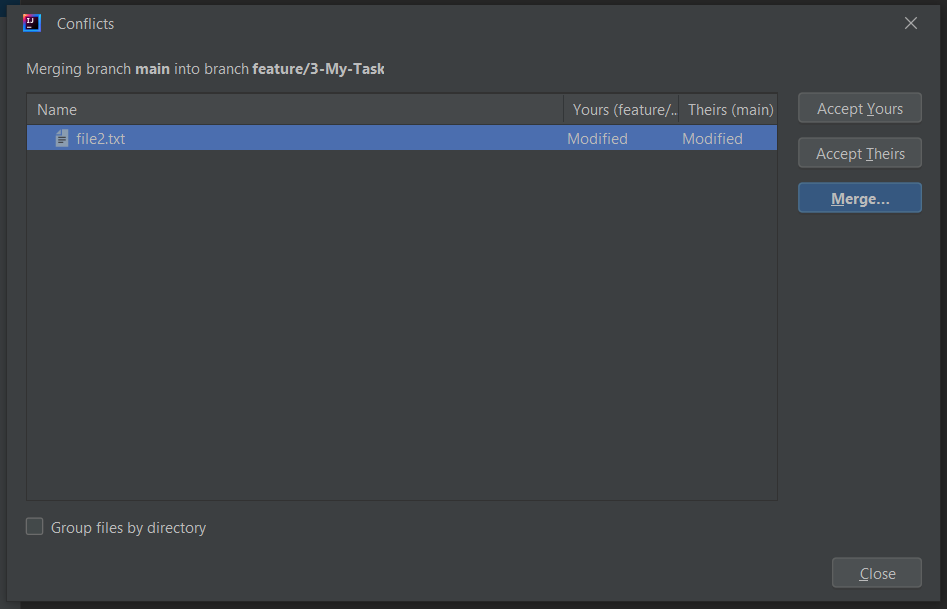 Conflicts
Merging branch main into branch feature/3-My-Task
Name Yours (feature/.. Theirs (main)
file2.txt Modified Modified
Accept Yours
Accept Theirs
Merge...
Group files by directory
Close